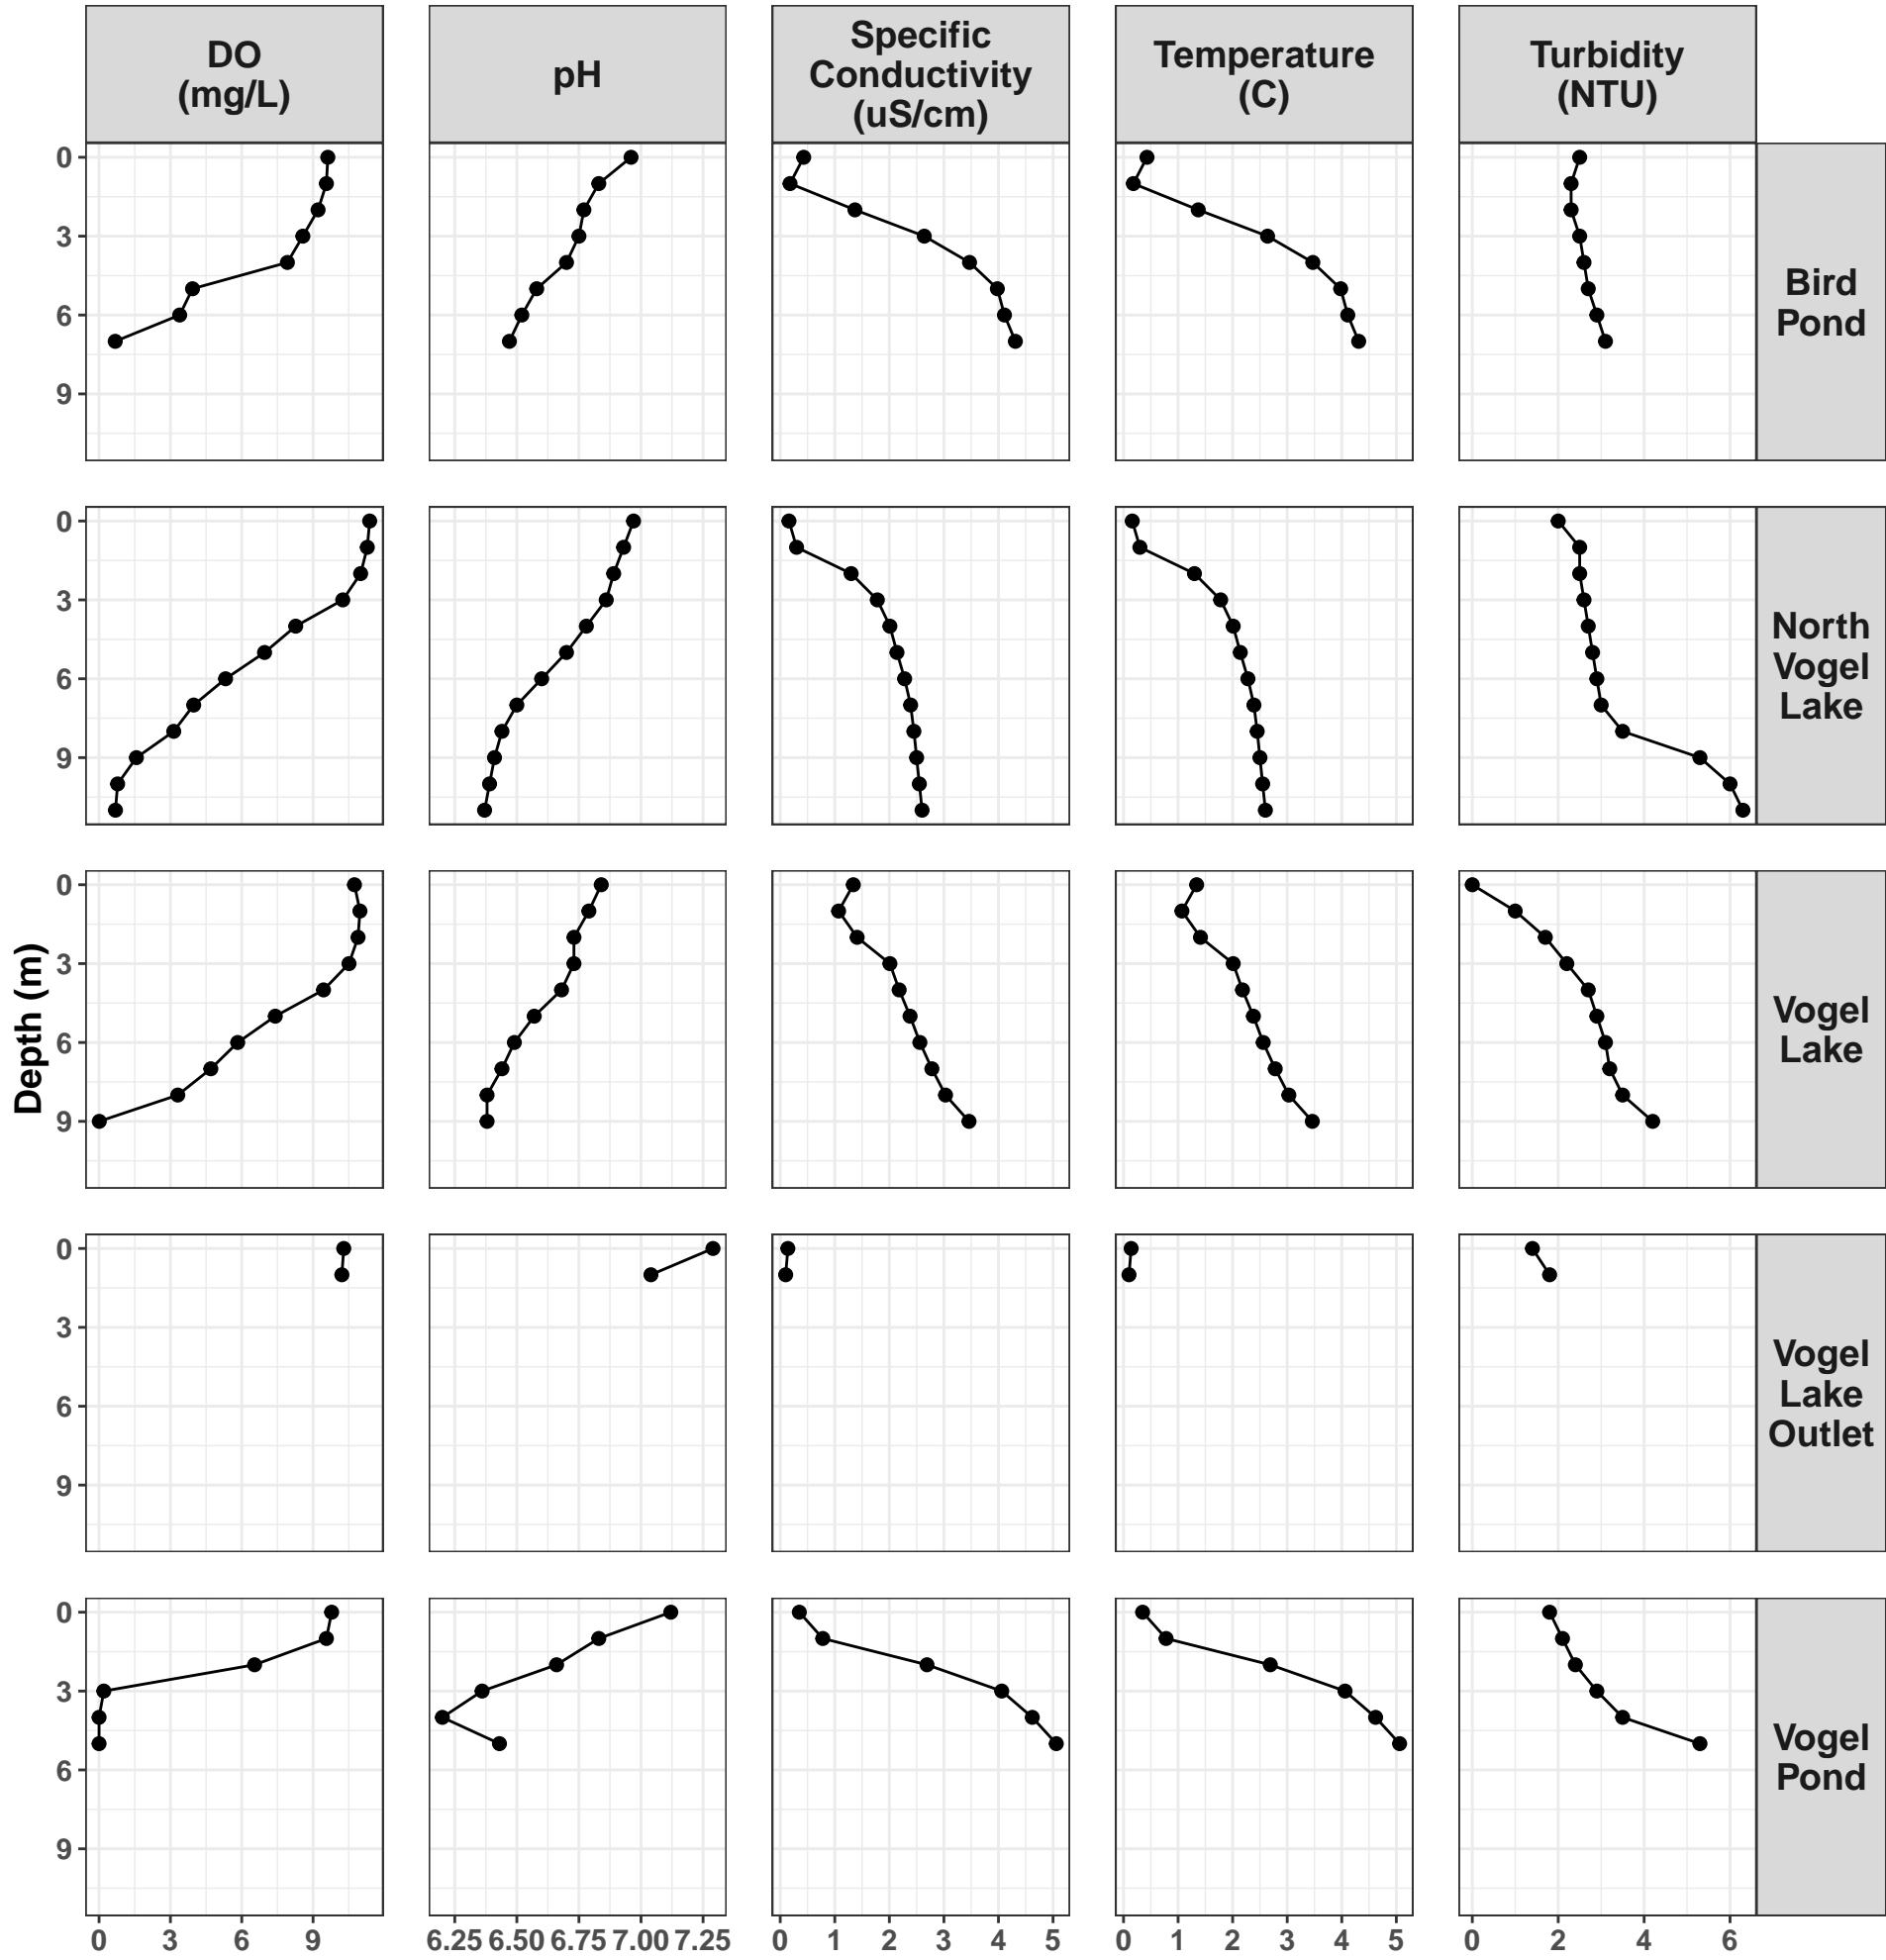 DO
(mg/L)
pH
Specific
Conductivity
(uS/cm)
Temperature
(C)
Turbidity
(NTU)
0
3
6
9
Bird
Pond
0
3
6
9
North
Vogel
Lake
Depth (m)
0
3
6
9
Vogel
Lake
0
3
6
9
Vogel
Lake
Outlet
0
3
6
9
Vogel
Pond
0 3 6 9
6.25 6.50 6.75 7.00 7.25
0 1 2 3 4 5
0 1 2 3 4 5
0 2 4 6